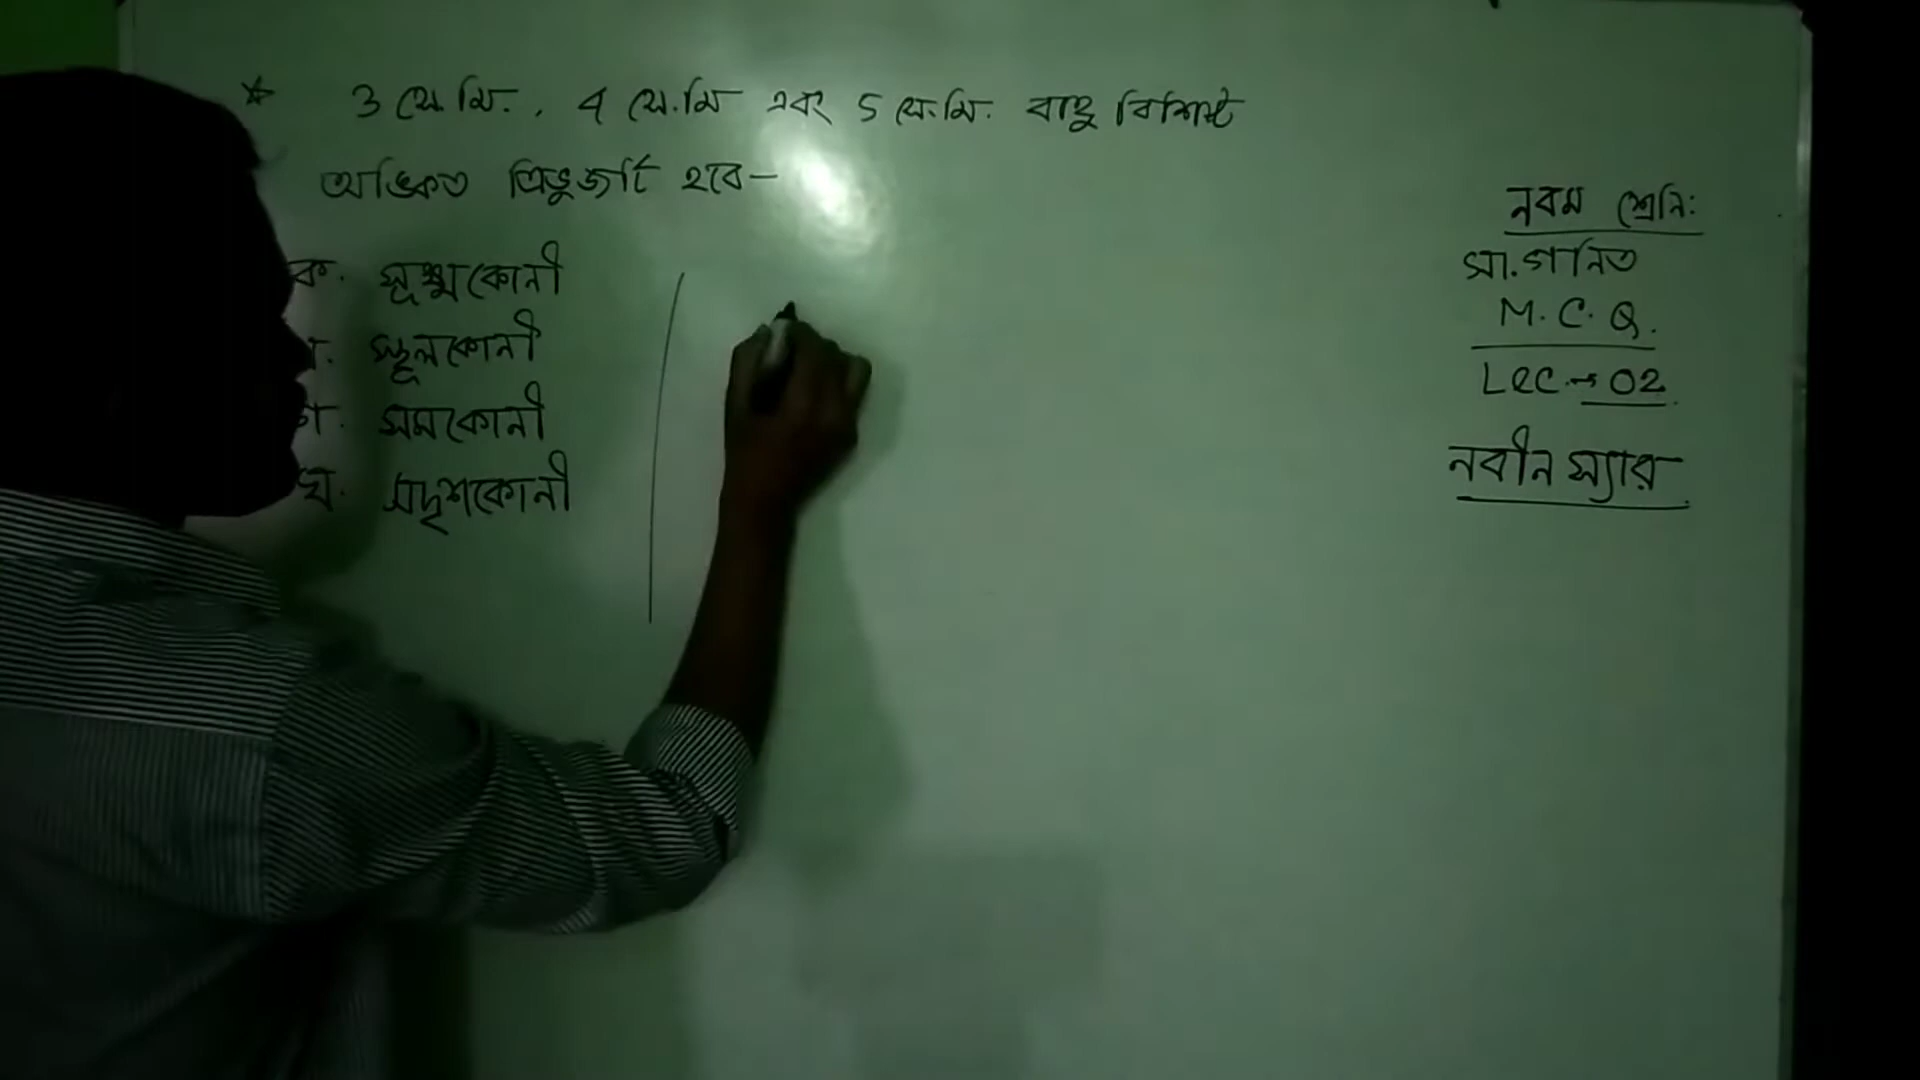 ★ 3 সে.মি., 4 সে.মি এবং 5 সে.মি. বাহু বিশিষ্ট
অঙ্কিত ত্রিভুজটি হবে-
ক. সূক্ষ্মকোনী
খ. স্থূলকোনী
গ. সমকোনী
ঘ. সদৃশকোনী
নবম শ্রেনি:
সা.গনিত
M.C.Q.
Lec → 02
নবীন স্যার